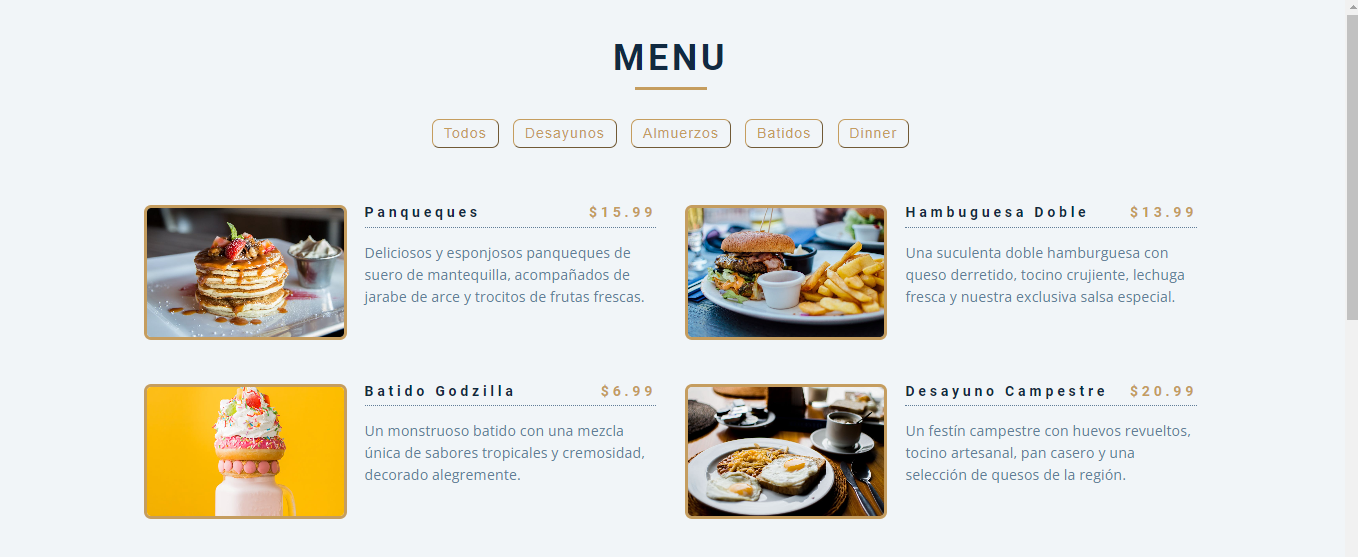 MENU
Todos Desayunos Almuerzos Batidos Dinner
Panqueques $15.99
Deliciosos y esponjosos panqueques de
suero de mantequilla, acompañados de
jarabe de arce y trocitos de frutas frescas.
Hambuguesa Doble $13.99
Una suculenta doble hamburguesa con
queso derretido, tocino crujiente, lechuga
fresca y nuestra exclusiva salsa especial.
Batido Godzilla $6.99
Un monstruoso batido con una mezcla
única de sabores tropicales y cremosidad,
decorado alegremente.
Desayuno Campestre $20.99
Un festín campestre con huevos revueltos,
tocino artesanal, pan casero y una
selección de quesos de la región.